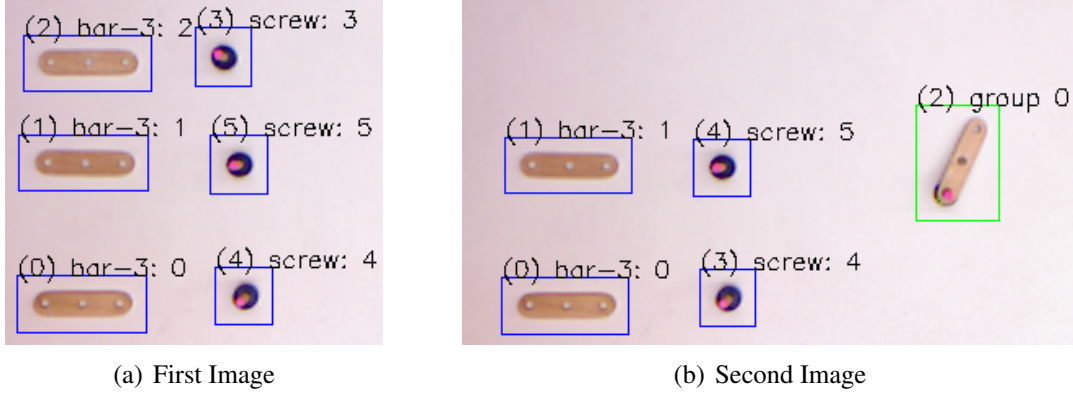 (2) bar-3: 2
(3) screw: 3
(1) bar-3: 1
(5) screw: 5
(0) bar-3: 0
(4) screw: 4
(a) First Image
(2) group 0
(1) bar-3: 1
(4) screw: 5
(0) bar-3: 0
(3) screw: 4
(b) Second Image